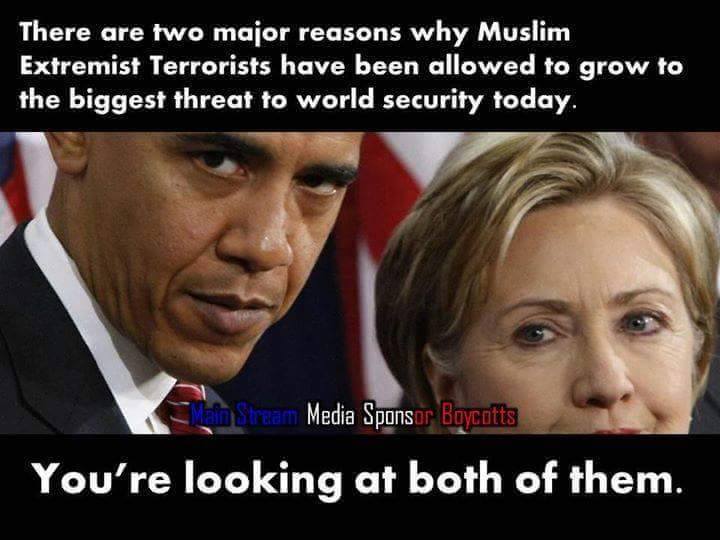 There are two major reasons why Muslim
Extremist Terrorists have been allowed to grow to
the biggest threat to world security today.
Main Stream Media Sponsor Boycotts
You're looking at both of them.